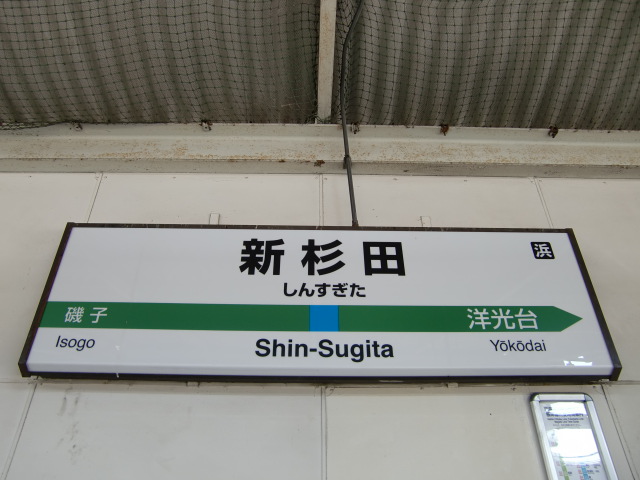 新杉田
浜
しんすぎた
磯子
洋光台
Isogo
Shin-Sugita
Yōkōdai